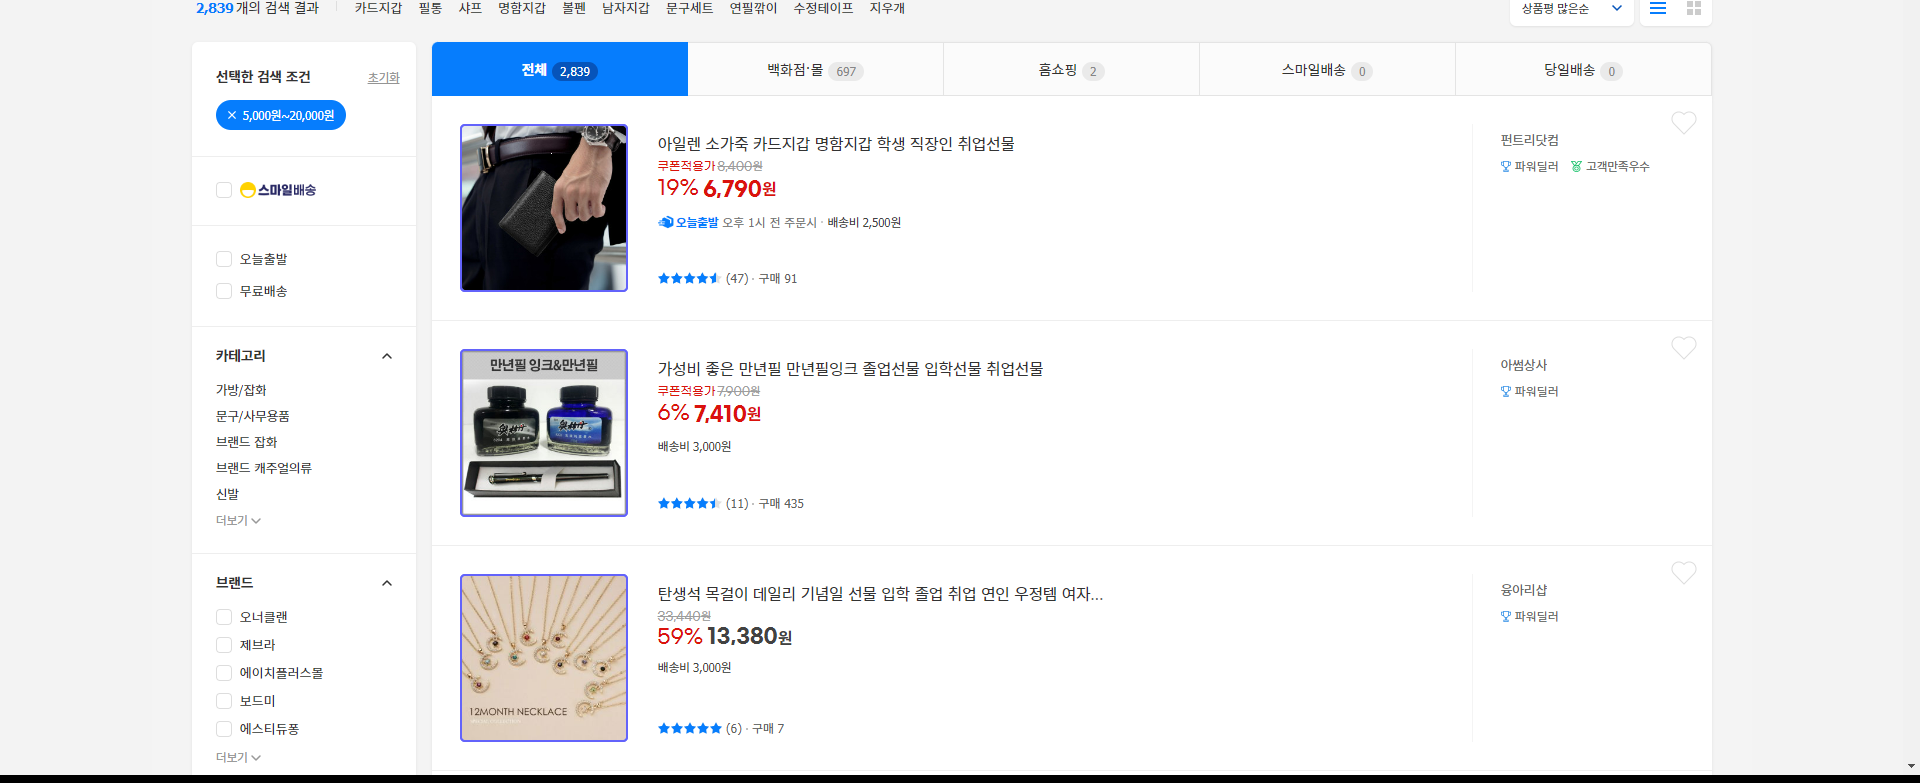 2,839 개의 검색 결과 카드지갑 필통 샤프 명함지갑 볼펜 남자지갑 문구세트 연필깎이 수정테이프 지우개
상품평 많은순
선택한 검색 조건 초기화
5,000원~20,000원
스마일배송
오늘출발
무료배송
카테고리
가방/잡화
문구/사무용품
브랜드 잡화
브랜드 캐주얼의류
신발
더보기
브랜드
오너클랜
제브라
에이치플러스몰
보드미
에스티듀퐁
더보기
전체 2,839
백화점·몰 697
홈쇼핑 2
스마일배송 0
당일배송 0
아일렌 소가죽 카드지갑 명함지갑 학생 직장인 취업선물
쿠폰적용가 8,400원
19% 6,790원
오늘출발 오후 1시 전 주문시 · 배송비 2,500원
(47) · 구매 91
펀트리닷컴
파워딜러 고객만족우수
만년필 잉크&만년필
가성비 좋은 만년필 만년필잉크 졸업선물 입학선물 취업선물
쿠폰적용가 7,900원
6% 7,410원
배송비 3,000원
(11) · 구매 435
아썸상사
파워딜러
12MONTH NECKLACE
탄생석 목걸이 데일리 기념일 선물 입학 졸업 취업 연인 우정템 여자...
33,440원
59% 13,380원
배송비 3,000원
(6) · 구매 7
융아리샵
파워딜러